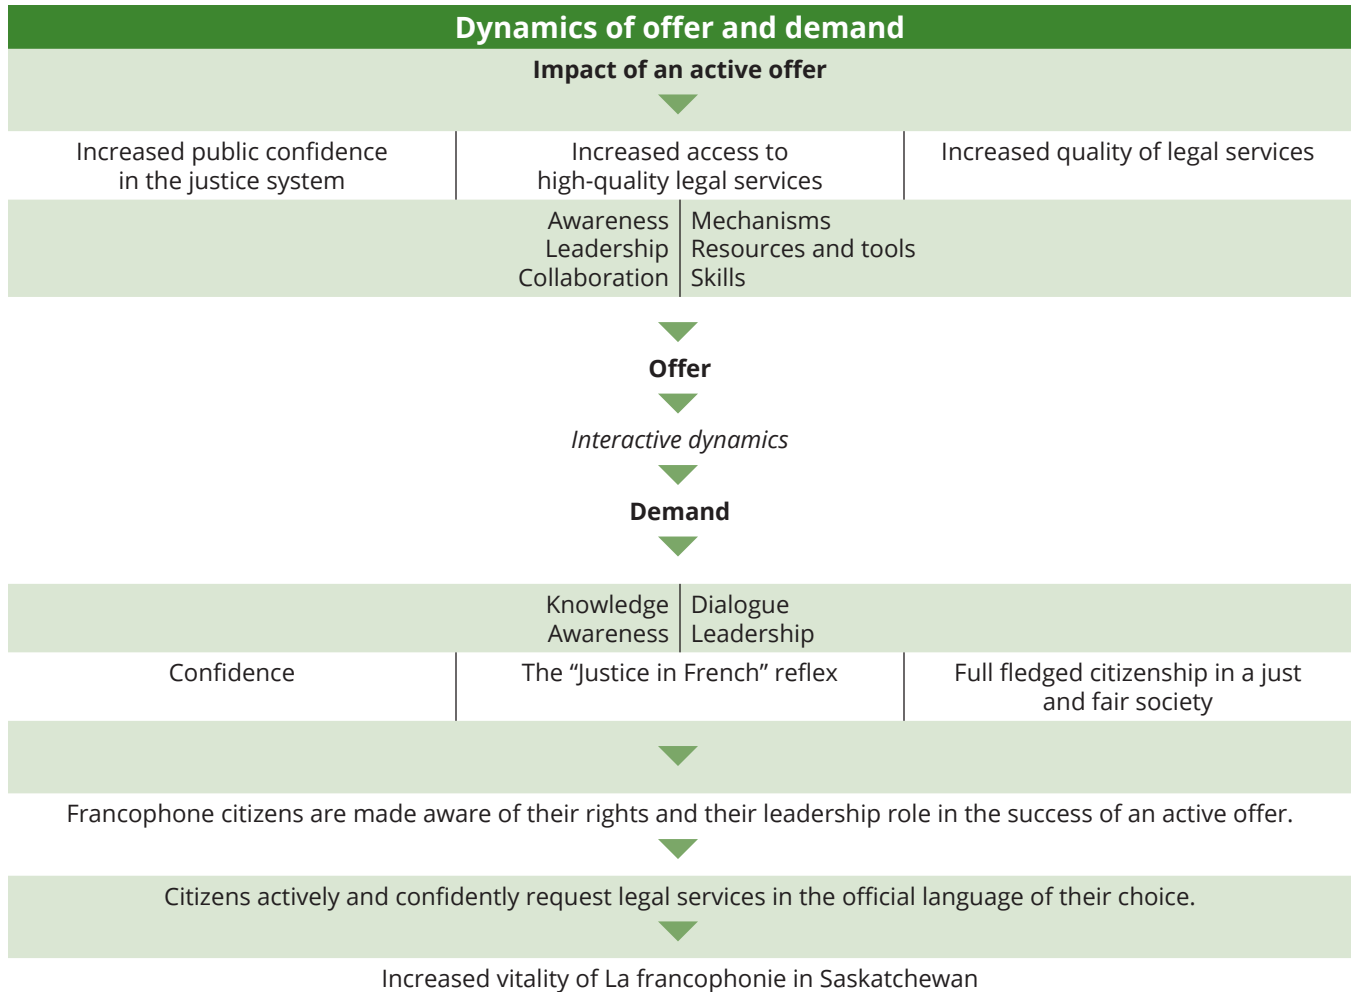 Dynamics of offer and demand
Impact of an active offer
Increased public confidence
in the justice system
Increased access to
high-quality legal services
Increased quality of legal services
Awareness
Leadership
Collaboration
Mechanisms
Resources and tools
Skills
Offer
Interactive dynamics
Demand
Knowledge
Awareness
Dialogue
Leadership
Confidence
The “Justice in French” reflex
Full fledged citizenship in a just
and fair society
Francophone citizens are made aware of their rights and their leadership role in the success of an active offer.
Citizens actively and confidently request legal services in the official language of their choice.
Increased vitality of La francophonie in Saskatchewan